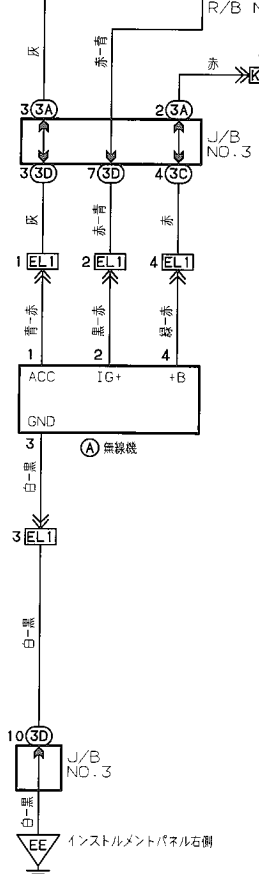 R/B N
灰
赤-青
赤
3 3A
2 3A
J/B
NO.3
3 3D
7 3D
4 3C
灰
赤-青
赤
1 EL1
2 EL1
4 EL1
青-赤
黒-赤
緑-赤
1
2
4
ACC
IG+
+B
GND
3
A 無線機
白-黒
3 EL1
白-黒
10 3D
J/B
NO.3
白-黒
EE インストルメントパネル右側